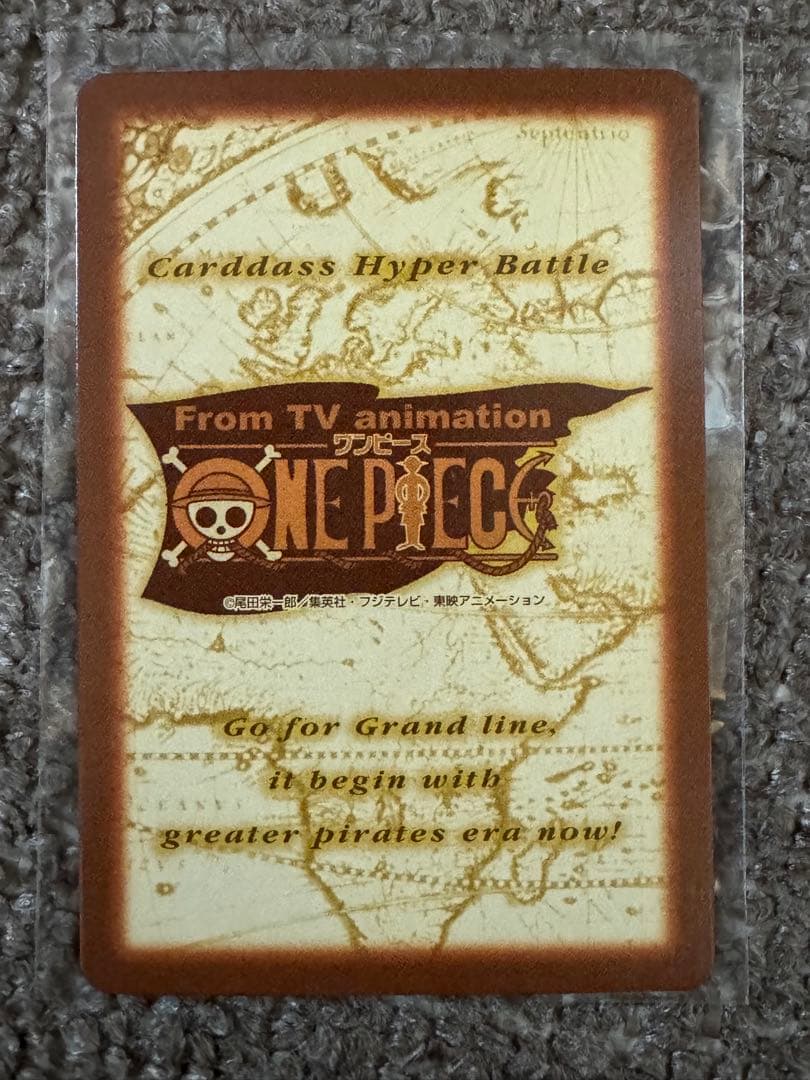 Septentrio
Carddass Hyper Battle
From TV animation
ワンピース
ONE PIECE
©尾田栄一郎／集英社・フジテレビ・東映アニメーション
Go for Grand line,
it begin with
greater pirates era now!